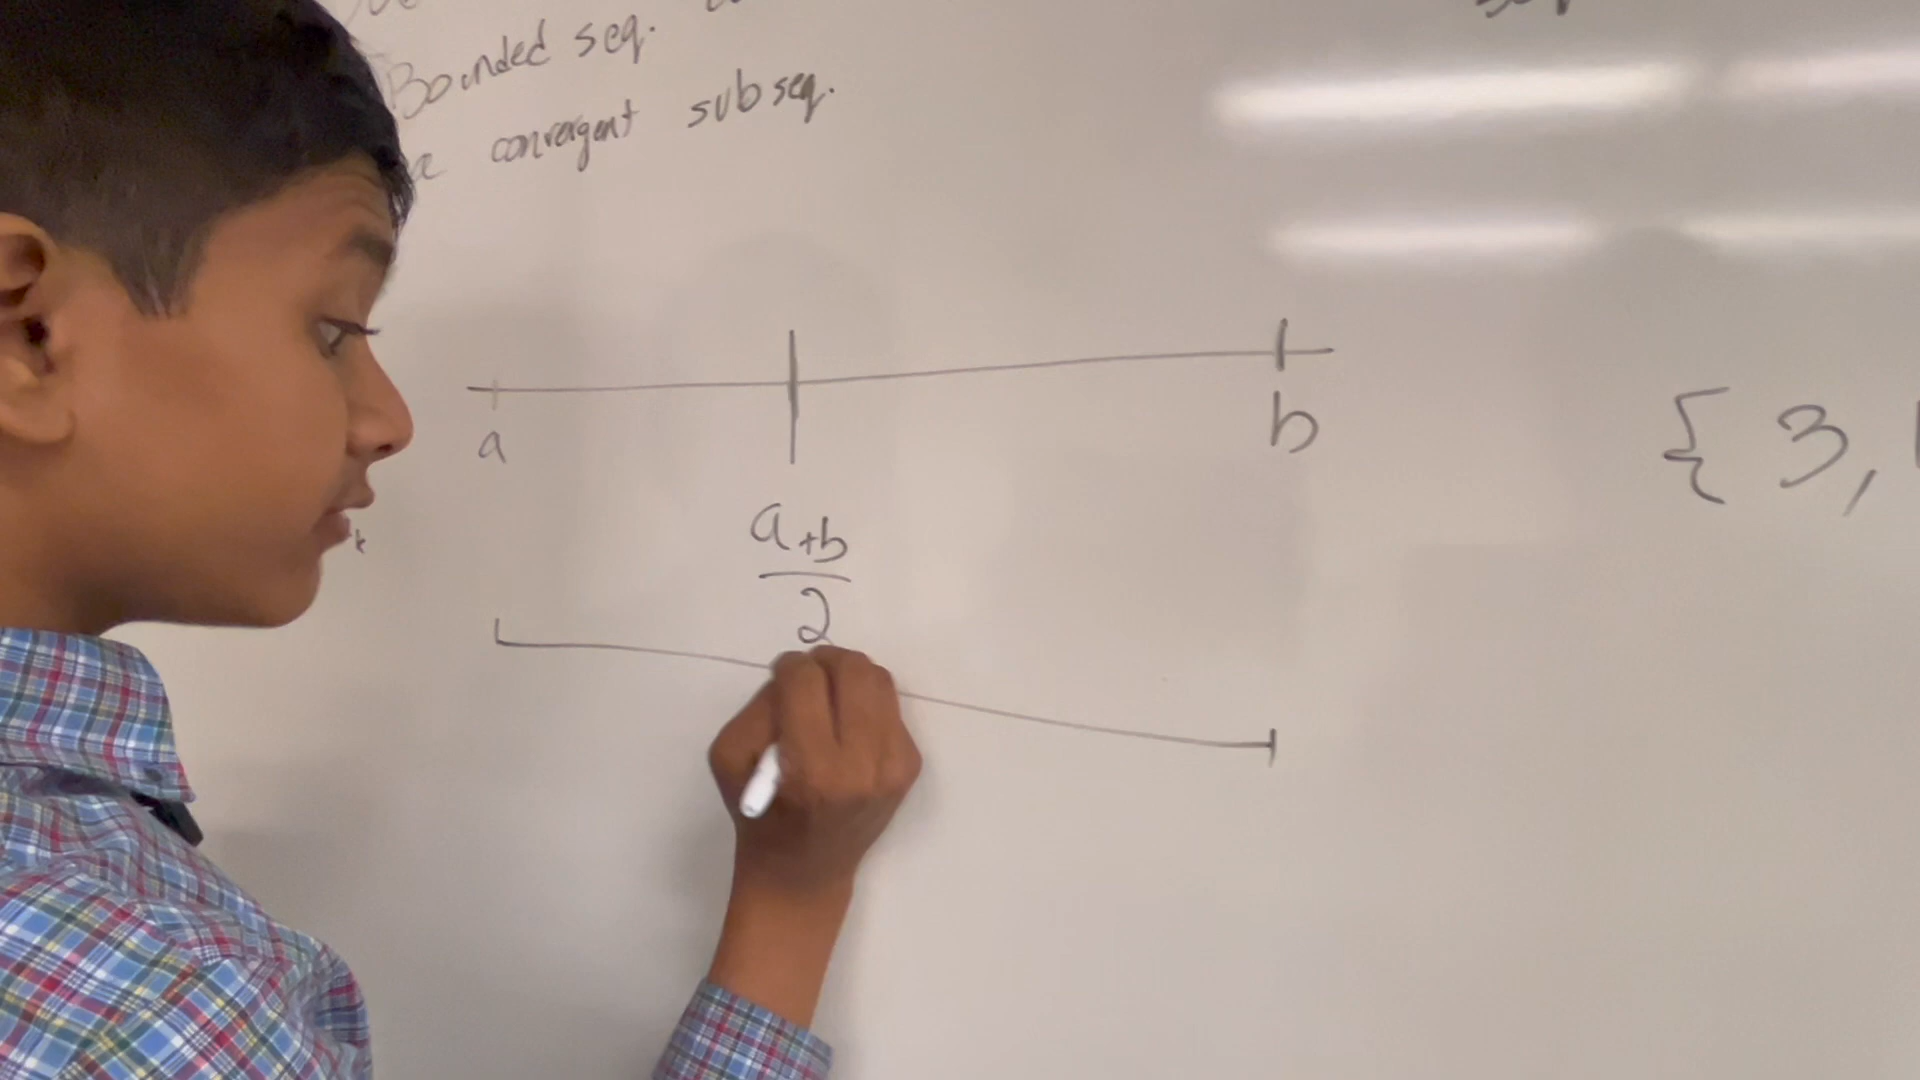 Bounded seq.
a convergent subseq.
a
b
{ 3,
a+b
2